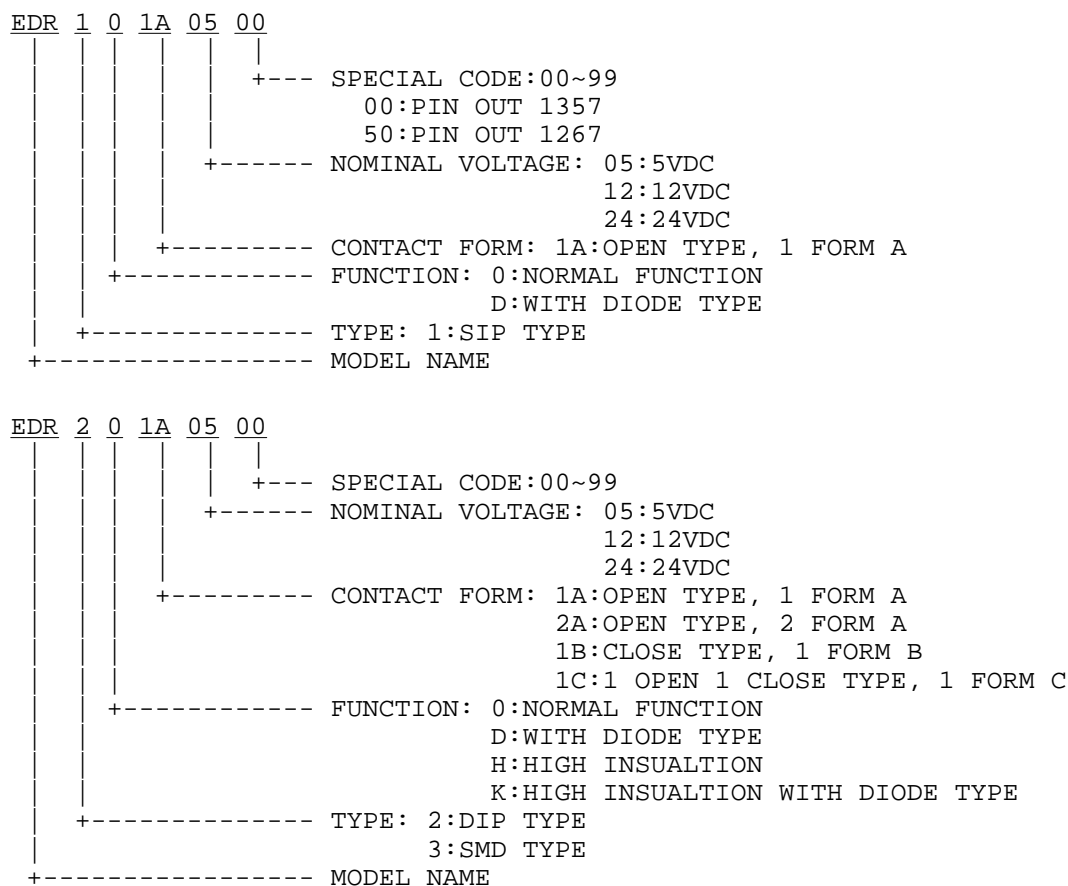 EDR 1 0 1A 05 00
SPECIAL CODE:00~99
00:PIN OUT 1357
50:PIN OUT 1267
NOMINAL VOLTAGE: 05:5VDC
12:12VDC
24:24VDC
CONTACT FORM: 1A:OPEN TYPE, 1 FORM A
FUNCTION: 0:NORMAL FUNCTION
D:WITH DIODE TYPE
TYPE: 1:SIP TYPE
MODEL NAME
EDR 2 0 1A 05 00
SPECIAL CODE:00~99
NOMINAL VOLTAGE: 05:5VDC
12:12VDC
24:24VDC
CONTACT FORM: 1A:OPEN TYPE, 1 FORM A
2A:OPEN TYPE, 2 FORM A
1B:CLOSE TYPE, 1 FORM B
1C:1 OPEN 1 CLOSE TYPE, 1 FORM C
FUNCTION: 0:NORMAL FUNCTION
D:WITH DIODE TYPE
H:HIGH INSUALTION
K:HIGH INSUALTION WITH DIODE TYPE
TYPE: 2:DIP TYPE
3:SMD TYPE
MODEL NAME